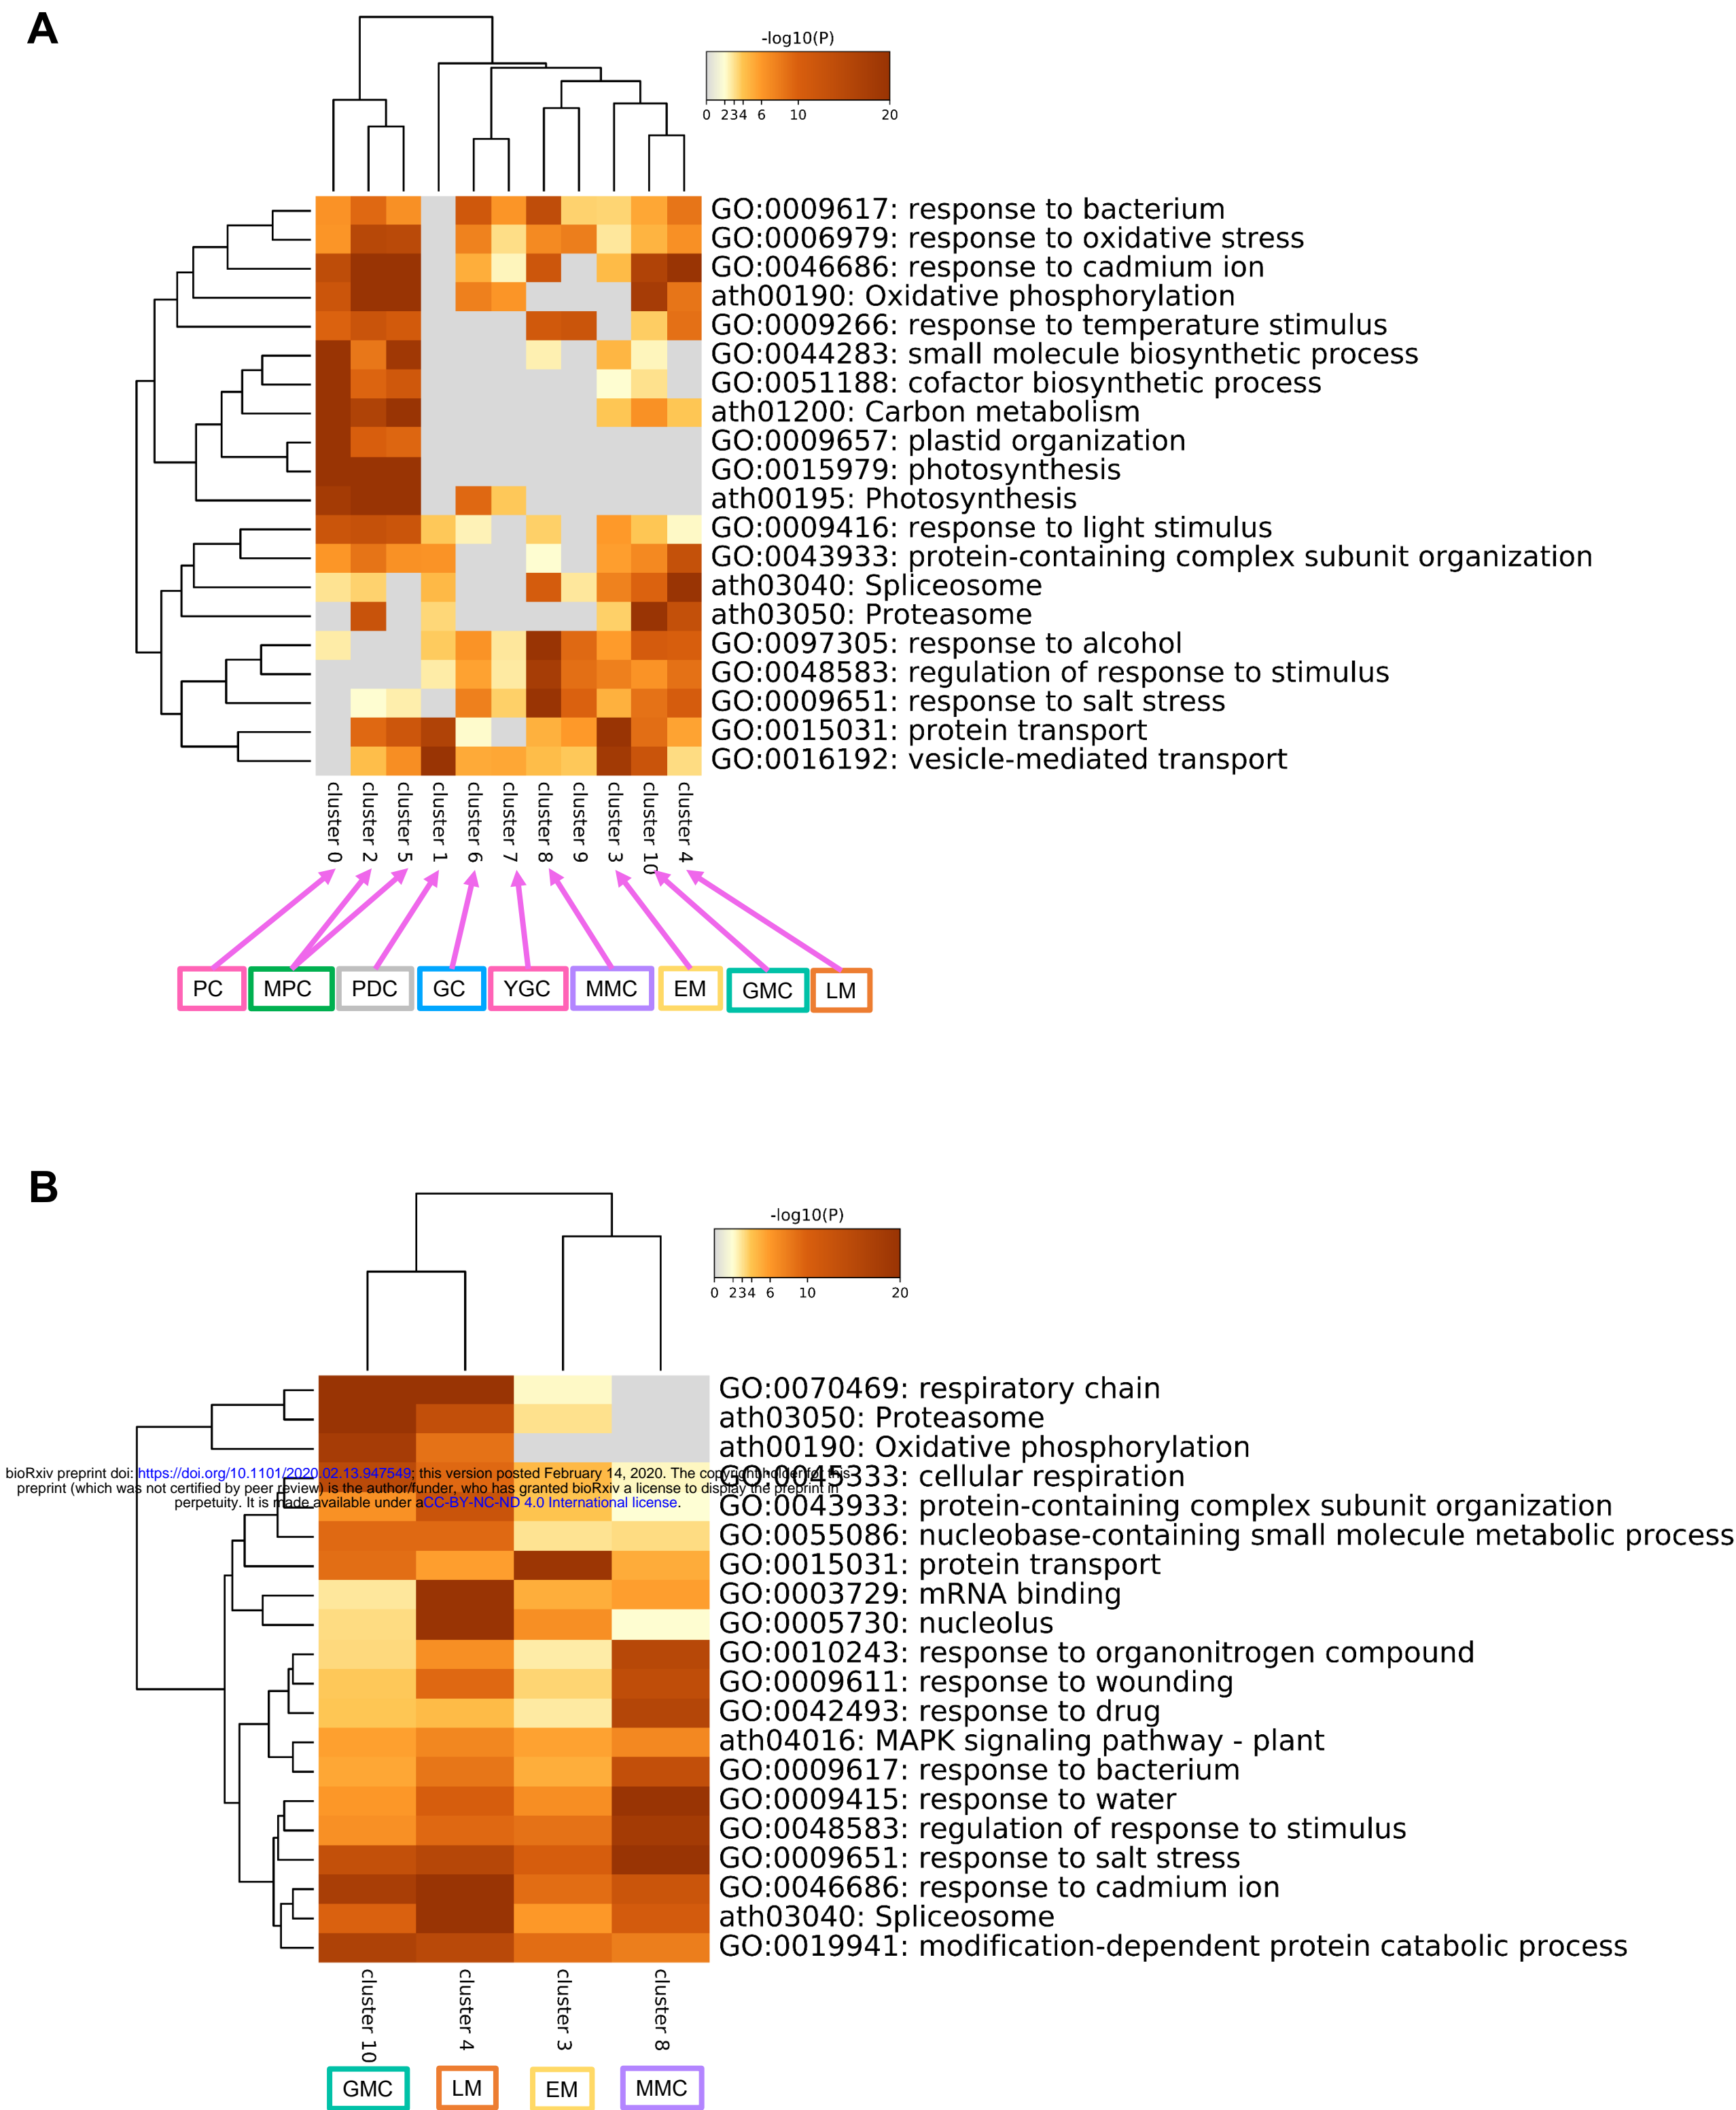 A
-log10(P)
0 2 3 4 6 10 20
GO:0009617: response to bacterium
GO:0006979: response to oxidative stress
GO:0046686: response to cadmium ion
ath00190: Oxidative phosphorylation
GO:0009266: response to temperature stimulus
GO:0044283: small molecule biosynthetic process
GO:0051188: cofactor biosynthetic process
ath01200: Carbon metabolism
GO:0009657: plastid organization
GO:0015979: photosynthesis
ath00195: Photosynthesis
GO:0009416: response to light stimulus
GO:0043933: protein-containing complex subunit organization
ath03040: Spliceosome
ath03050: Proteasome
GO:0097305: response to alcohol
GO:0048583: regulation of response to stimulus
GO:0009651: response to salt stress
GO:0015031: protein transport
GO:0016192: vesicle-mediated transport
cluster 0
cluster 2
cluster 5
cluster 1
cluster 6
cluster 7
cluster 8
cluster 9
cluster 3
cluster 10
cluster 4
PC MPC PDC GC YGC MMC EM GMC LM
B
-log10(P)
0 2 3 4 6 10 20
GO:0070469: respiratory chain
ath03050: Proteasome
ath00190: Oxidative phosphorylation
GO:0045333: cellular respiration
GO:0043933: protein-containing complex subunit organization
GO:0055086: nucleobase-containing small molecule metabolic process
GO:0015031: protein transport
GO:0003729: mRNA binding
GO:0005730: nucleolus
GO:0010243: response to organonitrogen compound
GO:0009611: response to wounding
GO:0042493: response to drug
ath04016: MAPK signaling pathway - plant
GO:0009617: response to bacterium
GO:0009415: response to water
GO:0048583: regulation of response to stimulus
GO:0009651: response to salt stress
GO:0046686: response to cadmium ion
ath03040: Spliceosome
GO:0019941: modification-dependent protein catabolic process
bioRxiv preprint doi: https://doi.org/10.1101/2020.02.13.947549; this version posted February 14, 2020. The copyright holder for this
preprint (which was not certified by peer review) is the author/funder, who has granted bioRxiv a license to display the preprint in
perpetuity. It is made available under aCC-BY-NC-ND 4.0 International license.
cluster 10
cluster 4
cluster 3
cluster 8
GMC LM EM MMC